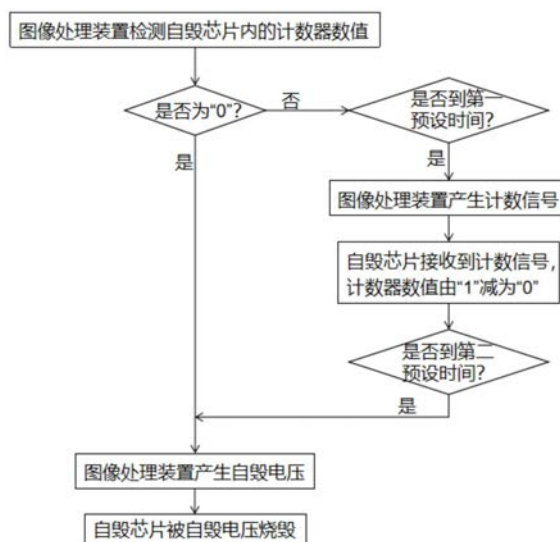 图像处理装置检测自毁芯片内的计数器数值
是否为“0”?
否
是否到第一
预设时间?
是
是
图像处理装置产生计数信号
自毁芯片接收到计数信号,
计数器数值由“1”减为“0”
是否到第二
预设时间?
是
图像处理装置产生自毁电压
自毁芯片被自毁电压烧毁